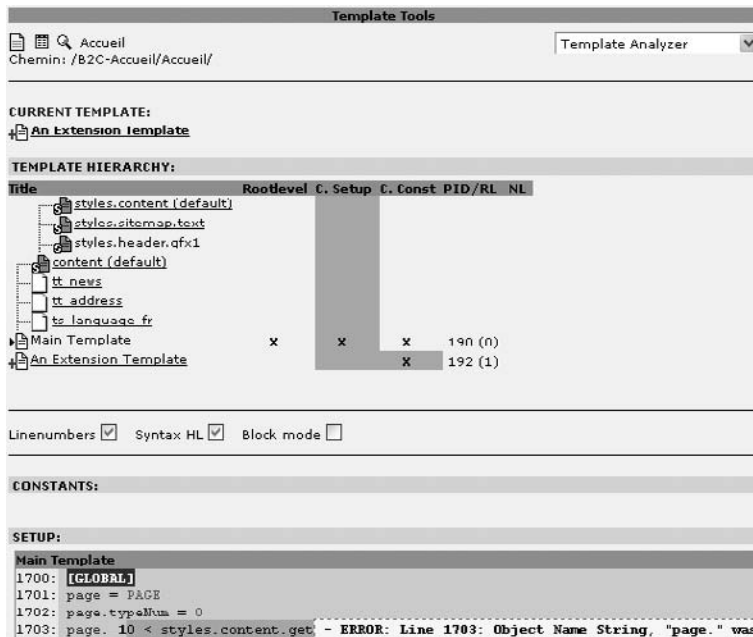 Template Tools
Accueil
Template Analyzer
Chemin: /B2C-Accueil/Accueil/
CURRENT TEMPLATE:
An Extension Template
TEMPLATE HIERARCHY:
Title Rootlevel C. Setup C. Const PID/RL NL
styles.content (default)
styles.sitemap.text
styles.header.gfx1
content (default)
tt_news
tt_address
ts_language_fr
Main Template x x x 190 (0)
An Extension Template x 192 (1)
Linenumbers Syntax HL Block mode
CONSTANTS:
SETUP:
Main Template
1700: [GLOBAL]
1701: page = PAGE
1702: page.typeNum = 0
1703: page. 10 < styles.content.get - ERROR: Line 1703: Object Name String, "page." wa